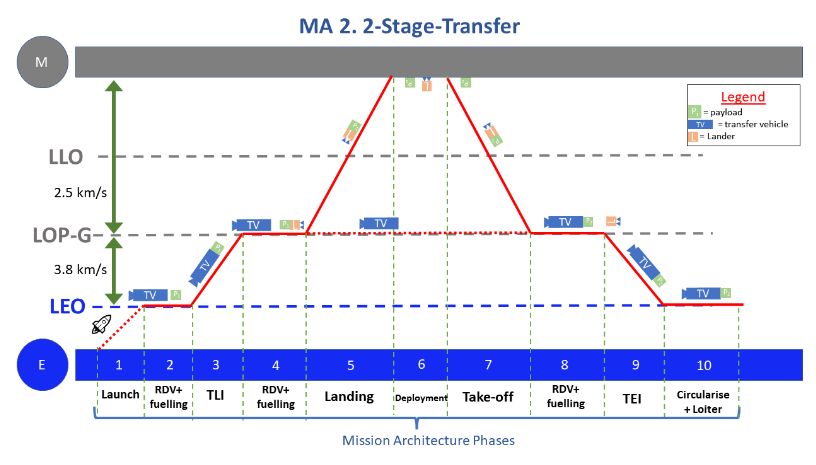 MA 2. 2-Stage-Transfer
M
Legend
P₁ = payload
TV = transfer vehicle
L = Lander
LLO
2.5 km/s
LOP-G
TV
TV
TV
3.8 km/s
TV
TV
TV
TV
LEO
E
1 2 3 4 5 6 7 8 9 10
Launch
RDV+
fuelling
TLI
RDV+
fuelling
Landing
Deployment
Take-off
RDV+
fuelling
TEI
Circularise
+ Loiter
Mission Architecture Phases